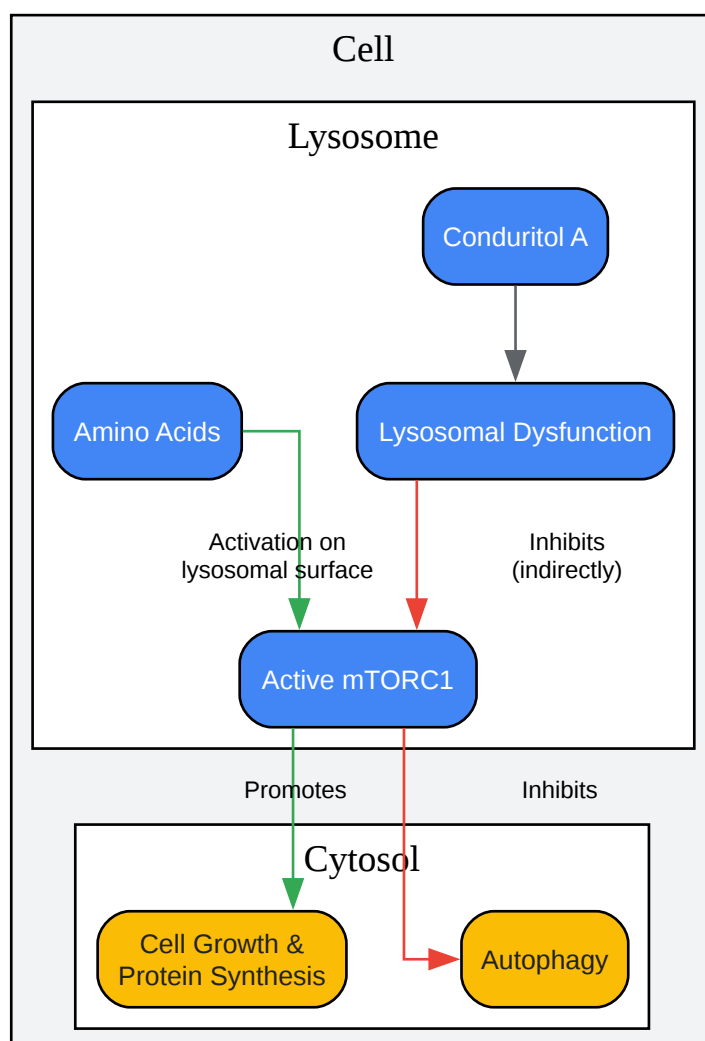 Cell
Lysosome
Conduritol A
Amino Acids
Lysosomal Dysfunction
Activation on
lysosomal surface
Inhibits
(indirectly)
Active mTORC1
Promotes
Inhibits
Cytosol
Cell Growth &
Protein Synthesis
Autophagy